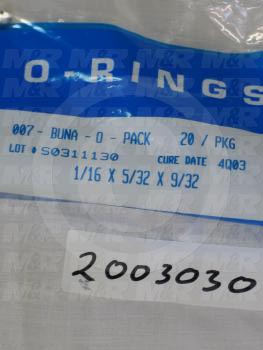 O-RINGS
007-BUNA-O-PACK 20 / PKG
LOT # S0311130 CURE DATE 4Q03
1/16 X 5/32 X 9/32
2003030